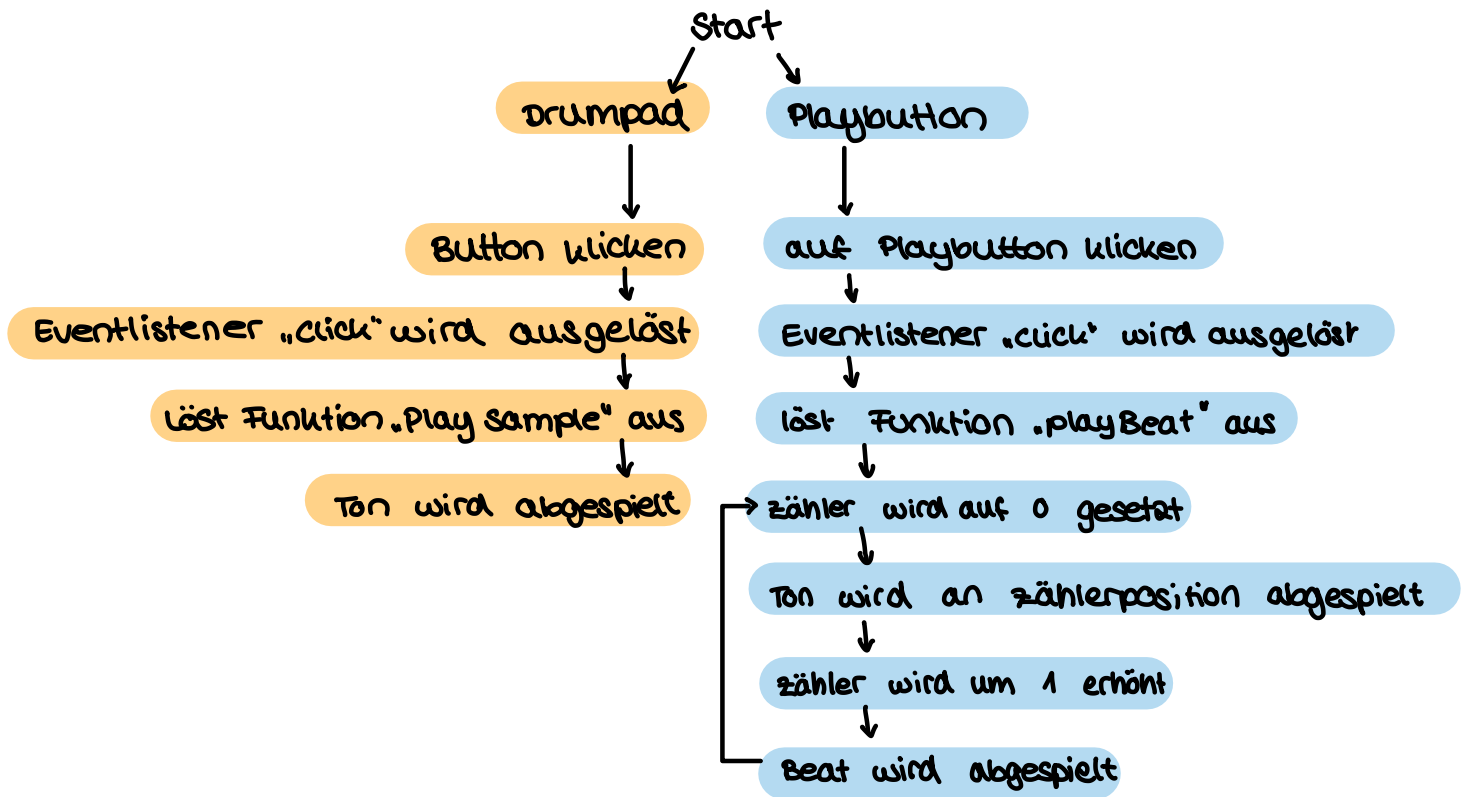 Start
Drumpad
Button klicken
Eventlistener „click" wird ausgelöst
Löst Funktion „Play Sample" aus
Ton wird abgespielt
Playbutton
auf Playbutton klicken
Eventlistener „click" wird ausgelöst
löst Funktion „playBeat" aus
Zähler wird auf 0 gesetzt
Ton wird an Zählerposition abgespielt
Zähler wird um 1 erhöht
Beat wird abgespielt